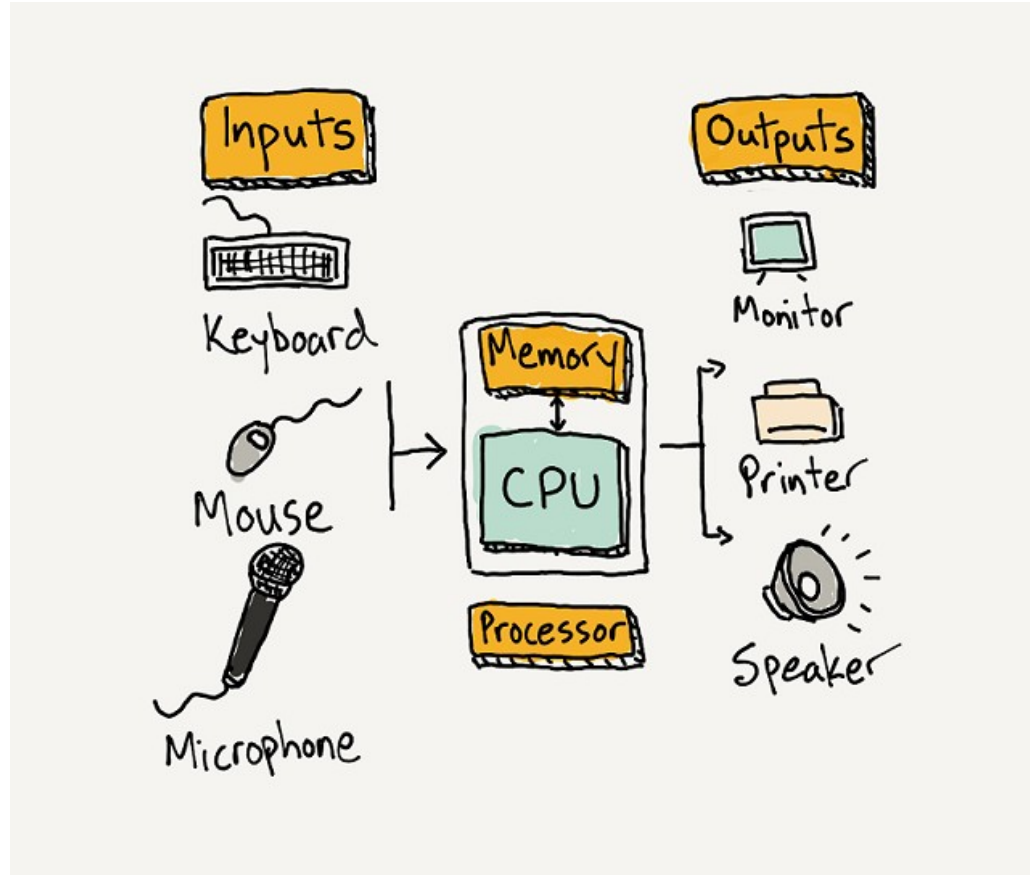 Inputs
Keyboard
Mouse
Microphone
Memory
CPU
Processor
Outputs
Monitor
Printer
Speaker